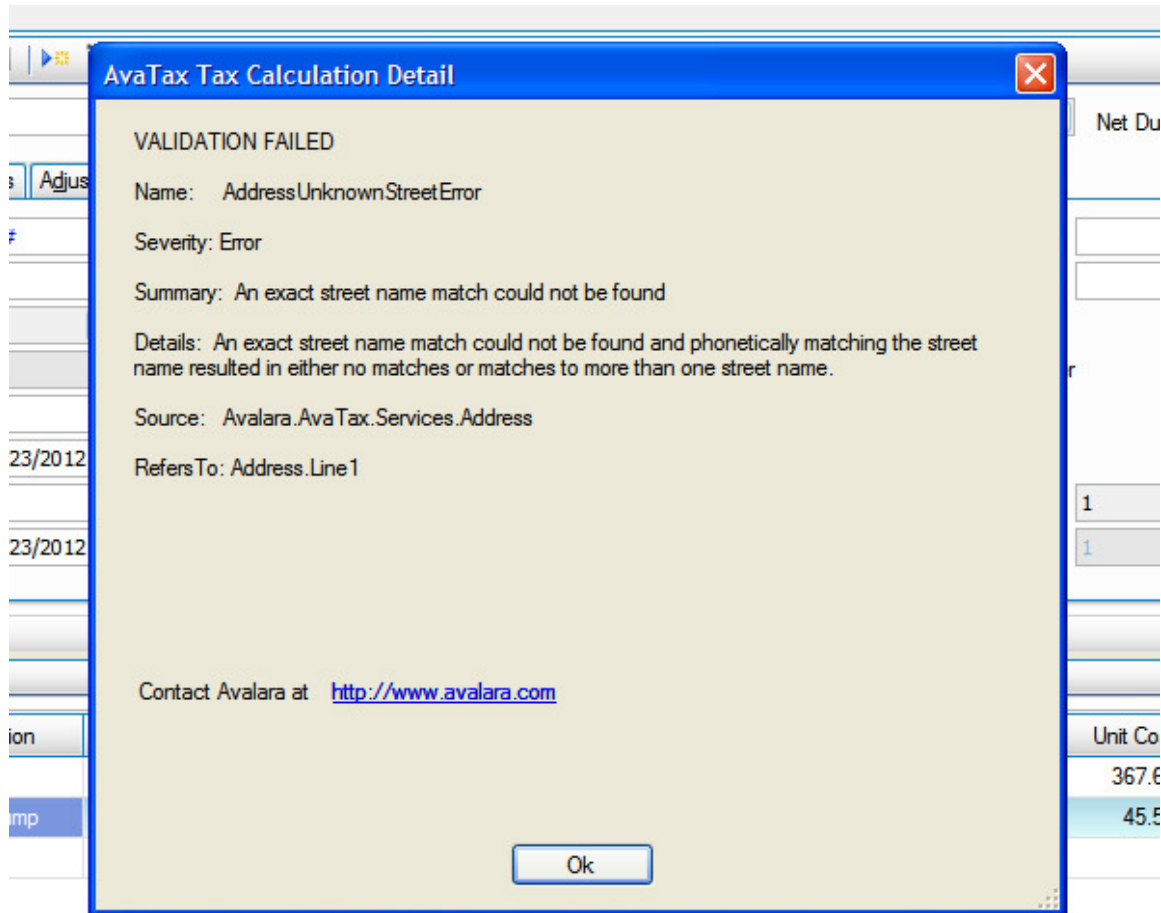 AvaTax Tax Calculation Detail
VALIDATION FAILED
Net Du
Name: AddressUnknownStreetError
Adjus
Severity: Error
Summary: An exact street name match could not be found
Details: An exact street name match could not be found and phonetically matching the street
name resulted in either no matches or matches to more than one street name.
r
Source: Avalara.AvaTax.Services.Address
23/2012
RefersTo: Address.Line1
1
23/2012
1
Contact Avalara at http://www.avalara.com
ion
Unit Co
367.6
mp
45.5
Ok